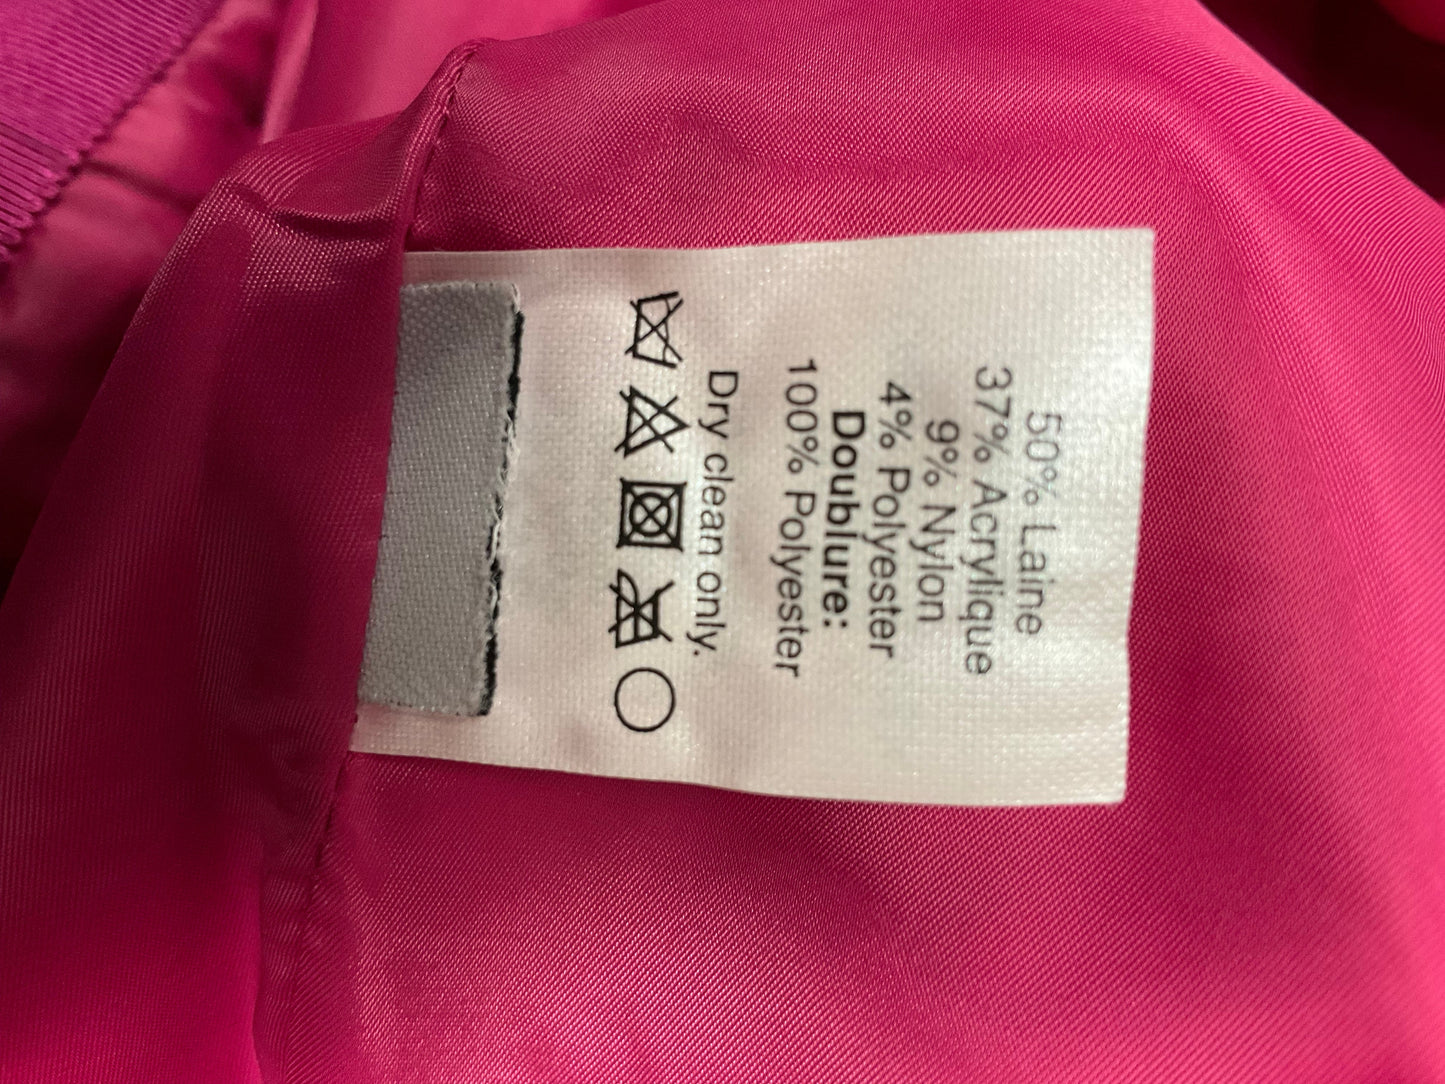 50% Laine
37% Acrylique
9% Nylon
4% Polyester
Doublure:
100% Polyester
Dry clean only.